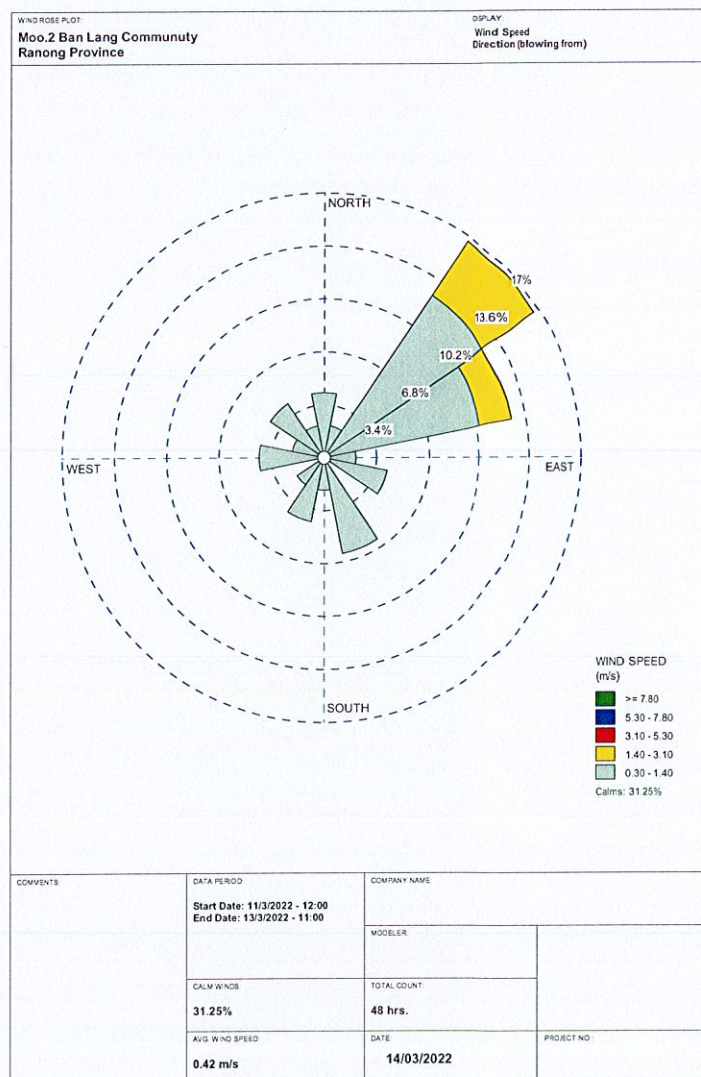 WIND ROSE PLOT:
Moo.2 Ban Lang Communuty
Ranong Province
DISPLAY:
Wind Speed
Direction (blowing from)
NORTH
17%
13.6%
10.2%
6.8%
3.4%
WEST
EAST
SOUTH
WIND SPEED
(m/s)
>= 7.80
5.30 - 7.80
3.10 - 5.30
1.40 - 3.10
0.30 - 1.40
Calms: 31.25%
COMMENTS:
DATA PERIOD:
Start Date: 11/3/2022 - 12:00
End Date: 13/3/2022 - 11:00
COMPANY NAME:
MODELER:
CALM WINDS:
31.25%
TOTAL COUNT:
48 hrs.
AVG. WIND SPEED:
0.42 m/s
DATE:
14/03/2022
PROJECT NO.: